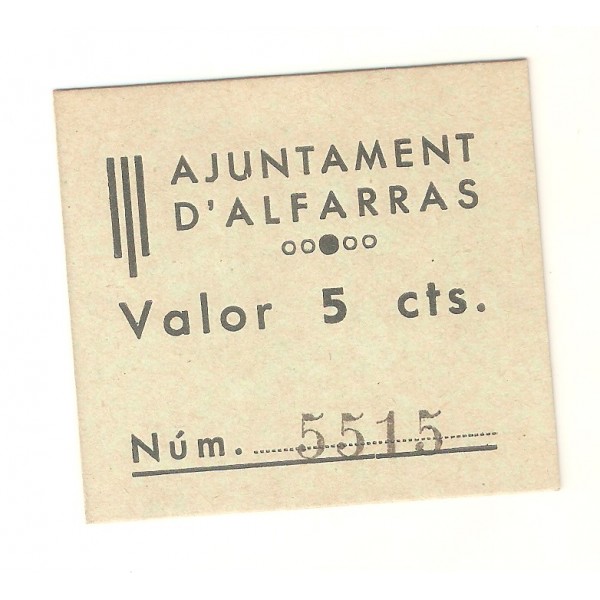 AJUNTAMENT
D'ALFARRAS
Valor 5 cts.
Núm. 5515